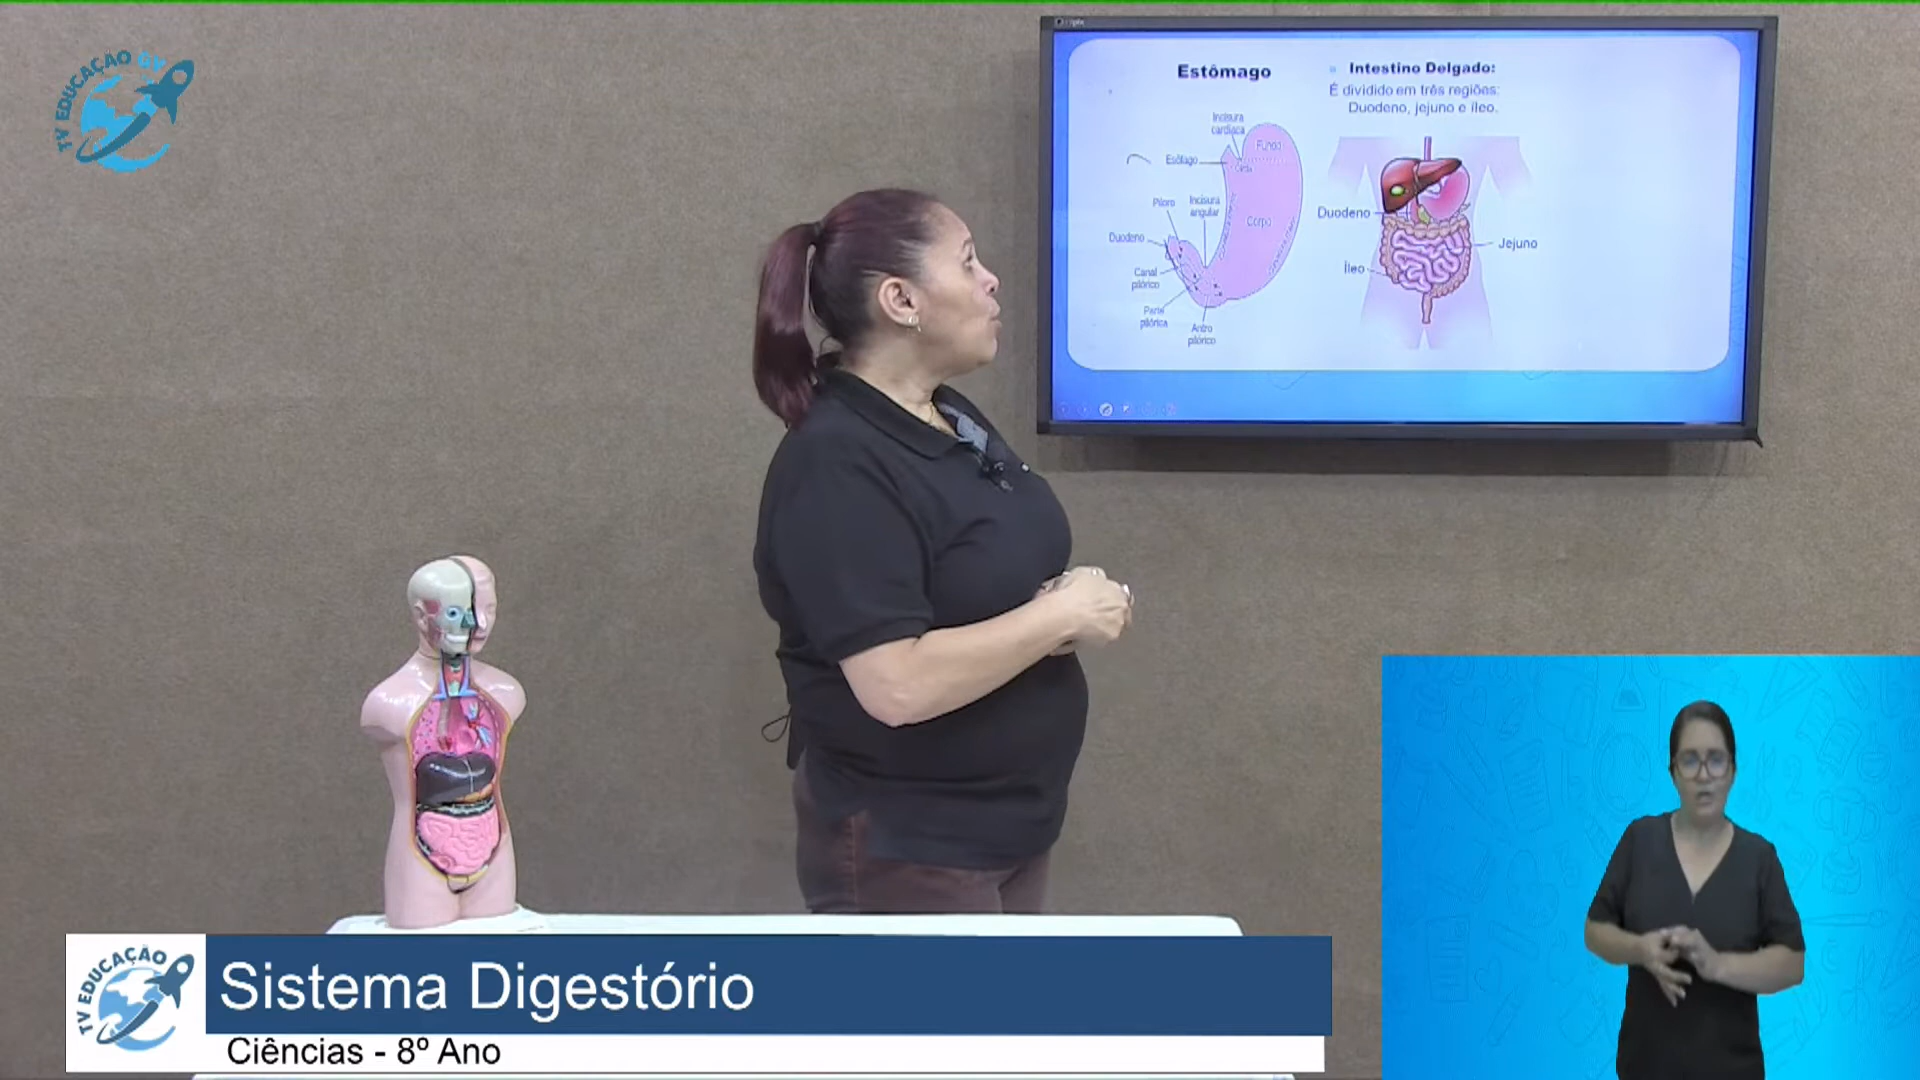 TV EDUCAÇÃO GV
Estômago
Intestino Delgado:
É dividido em três regiões:
Duodeno, jejuno e íleo.
Incisura
cardíaca
Fundo
Esôfago
Piloro
Incisura
angular
Corpo
Duodeno
Canal
pilórico
Parte
pilórica
Antro
pilórico
Duodeno
Jejuno
Íleo
TV EDUCAÇÃO
Sistema Digestório
Ciências - 8º Ano